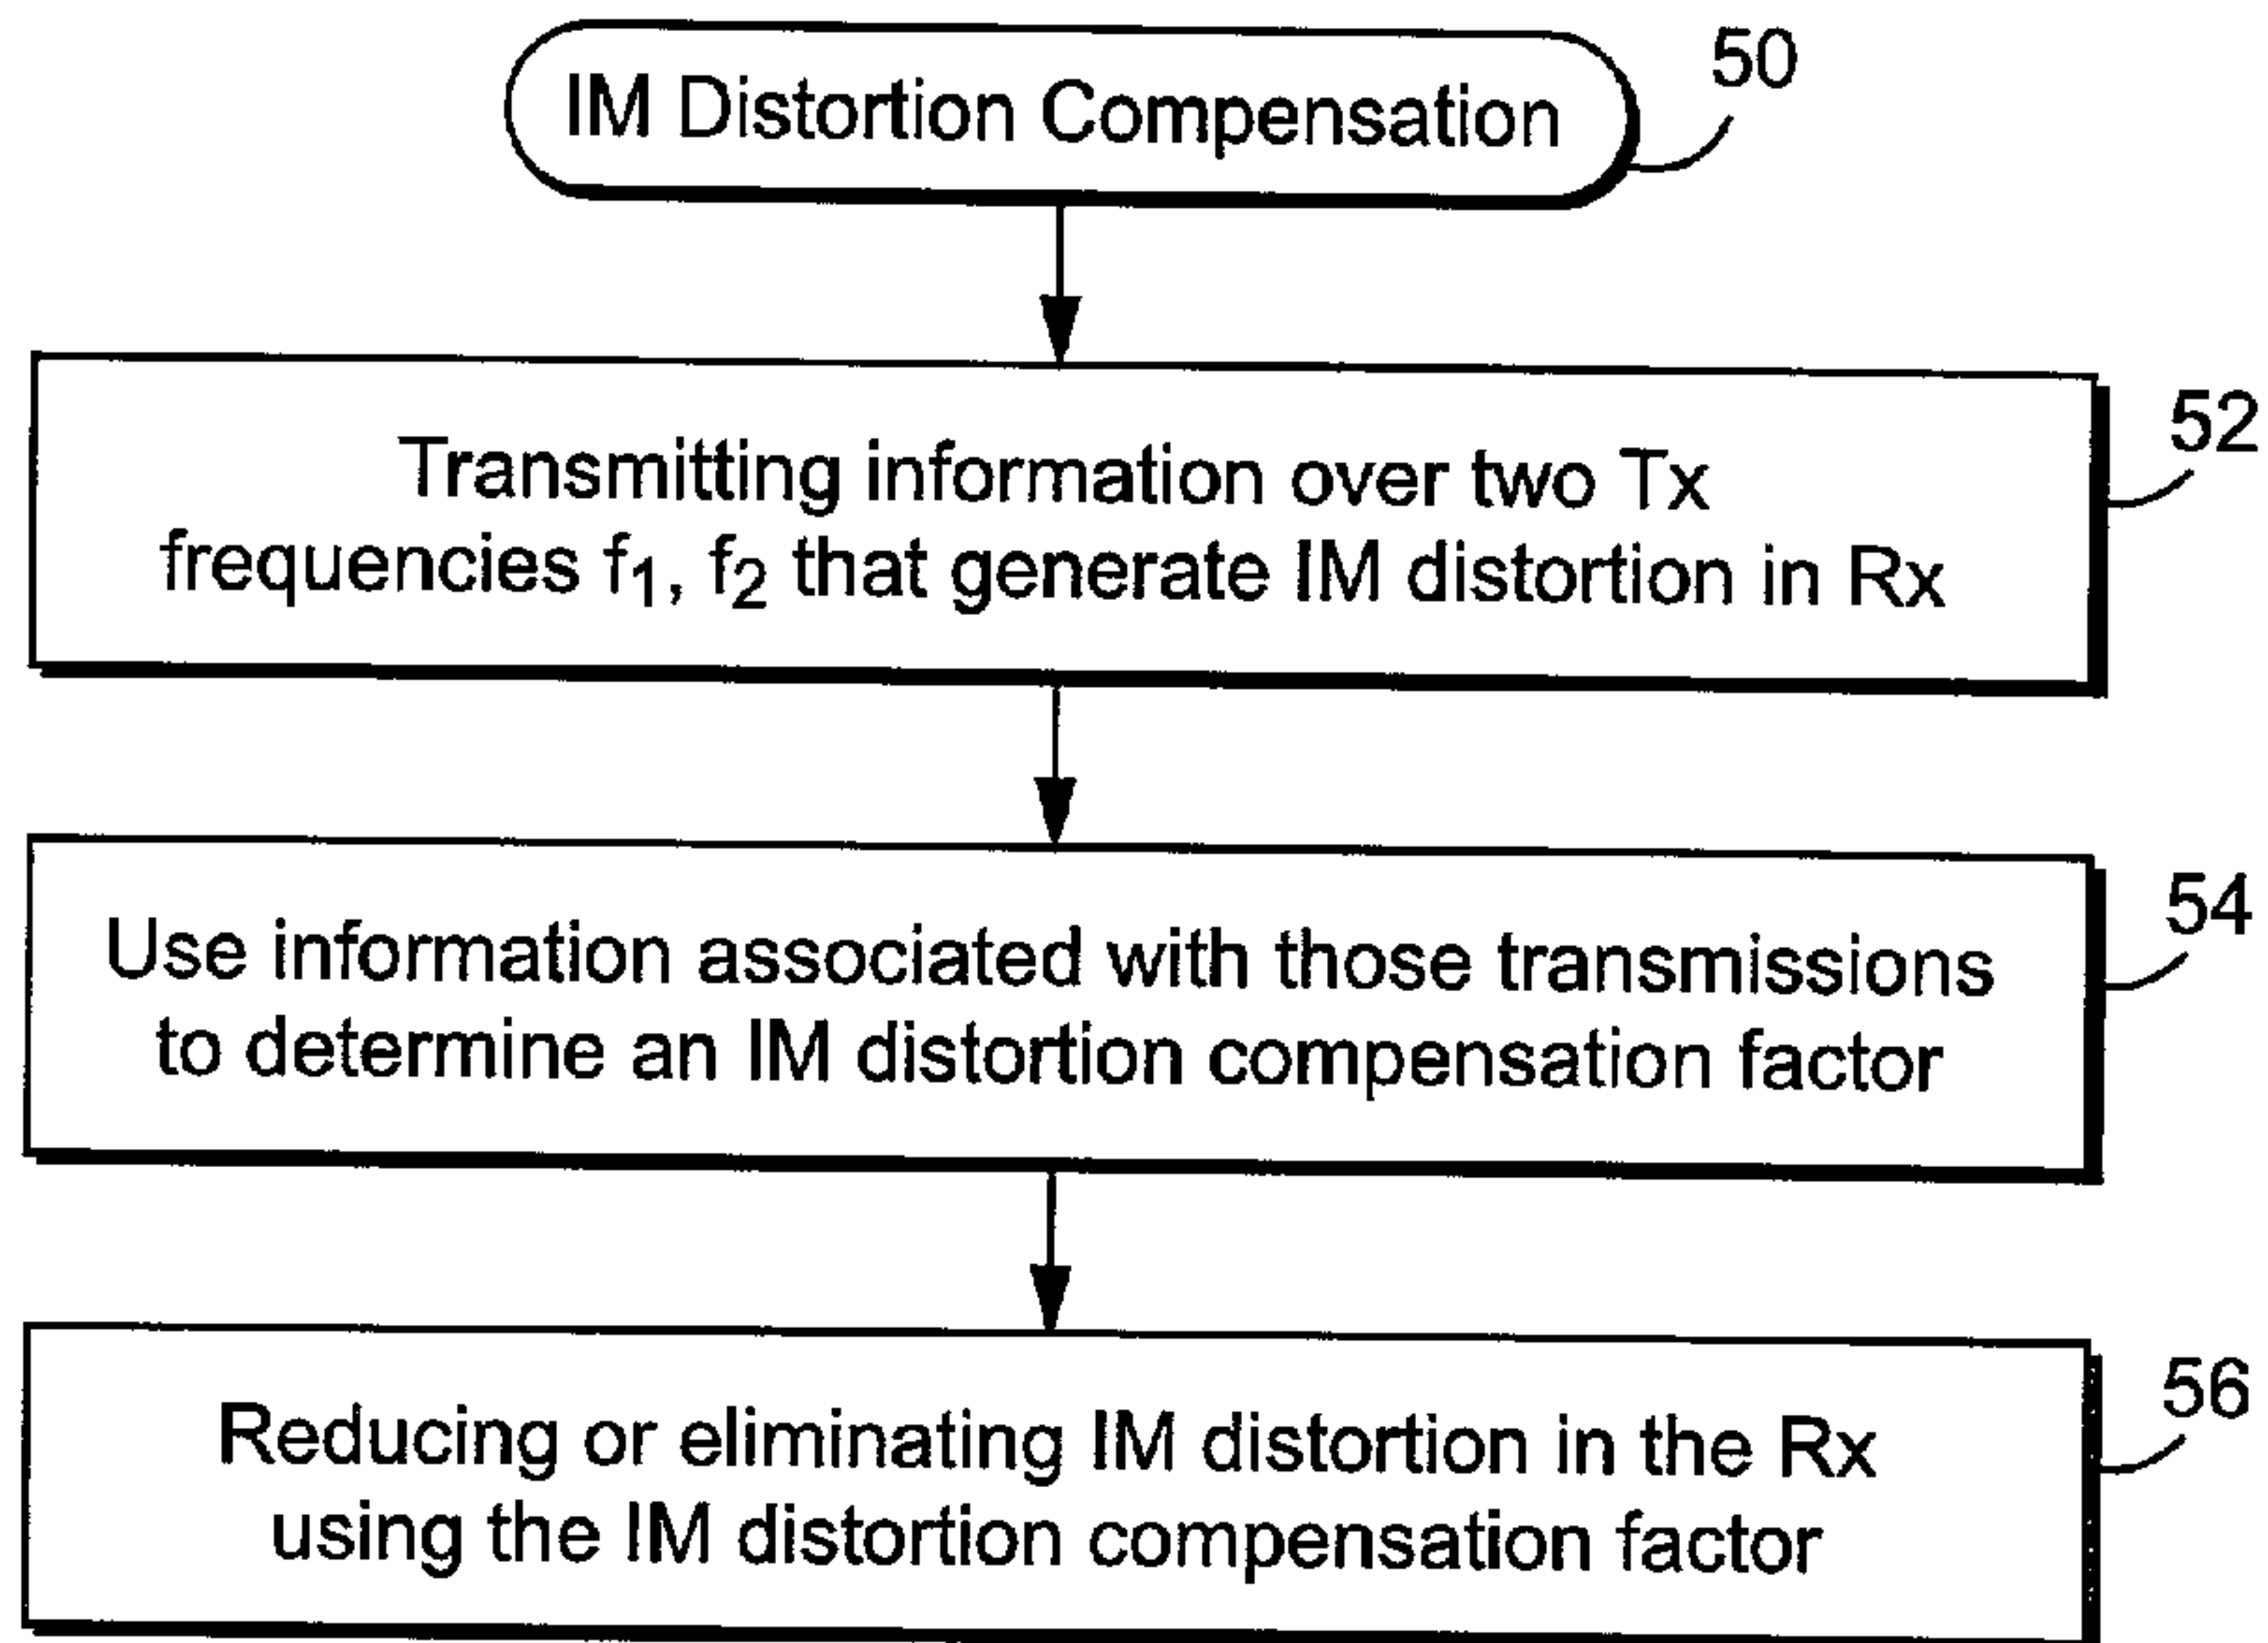 IM Distortion Compensation
50
Transmitting information over two Tx
frequencies f₁, f₂ that generate IM distortion in Rx
52
Use information associated with those transmissions
to determine an IM distortion compensation factor
54
Reducing or eliminating IM distortion in the Rx
using the IM distortion compensation factor
56